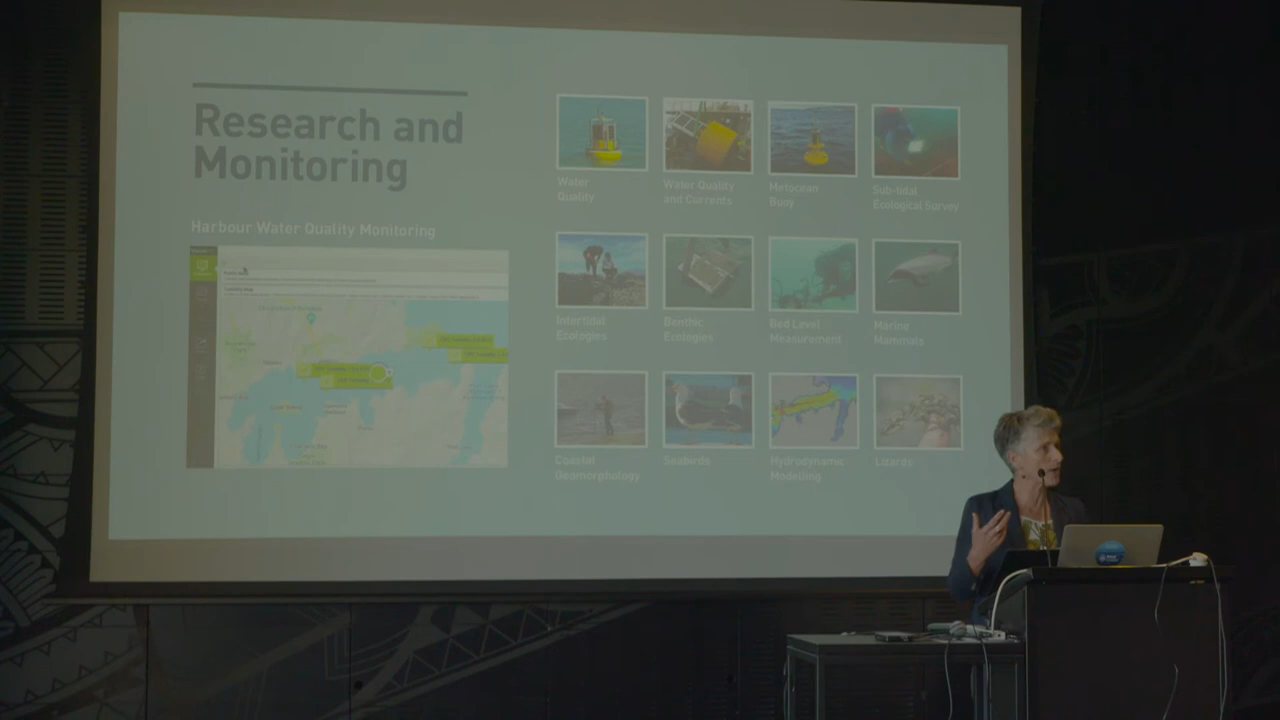 Research and
Monitoring
Harbour Water Quality Monitoring
Water
Quality
Water Quality
and Currents
Metocean
Buoy
Sub-tidal
Ecological Survey
Intertidal
Ecologies
Benthic
Ecologies
Bed Level
Measurement
Marine
Mammals
Coastal
Geomorphology
Seabirds
Hydrodynamic
Modelling
Lizards